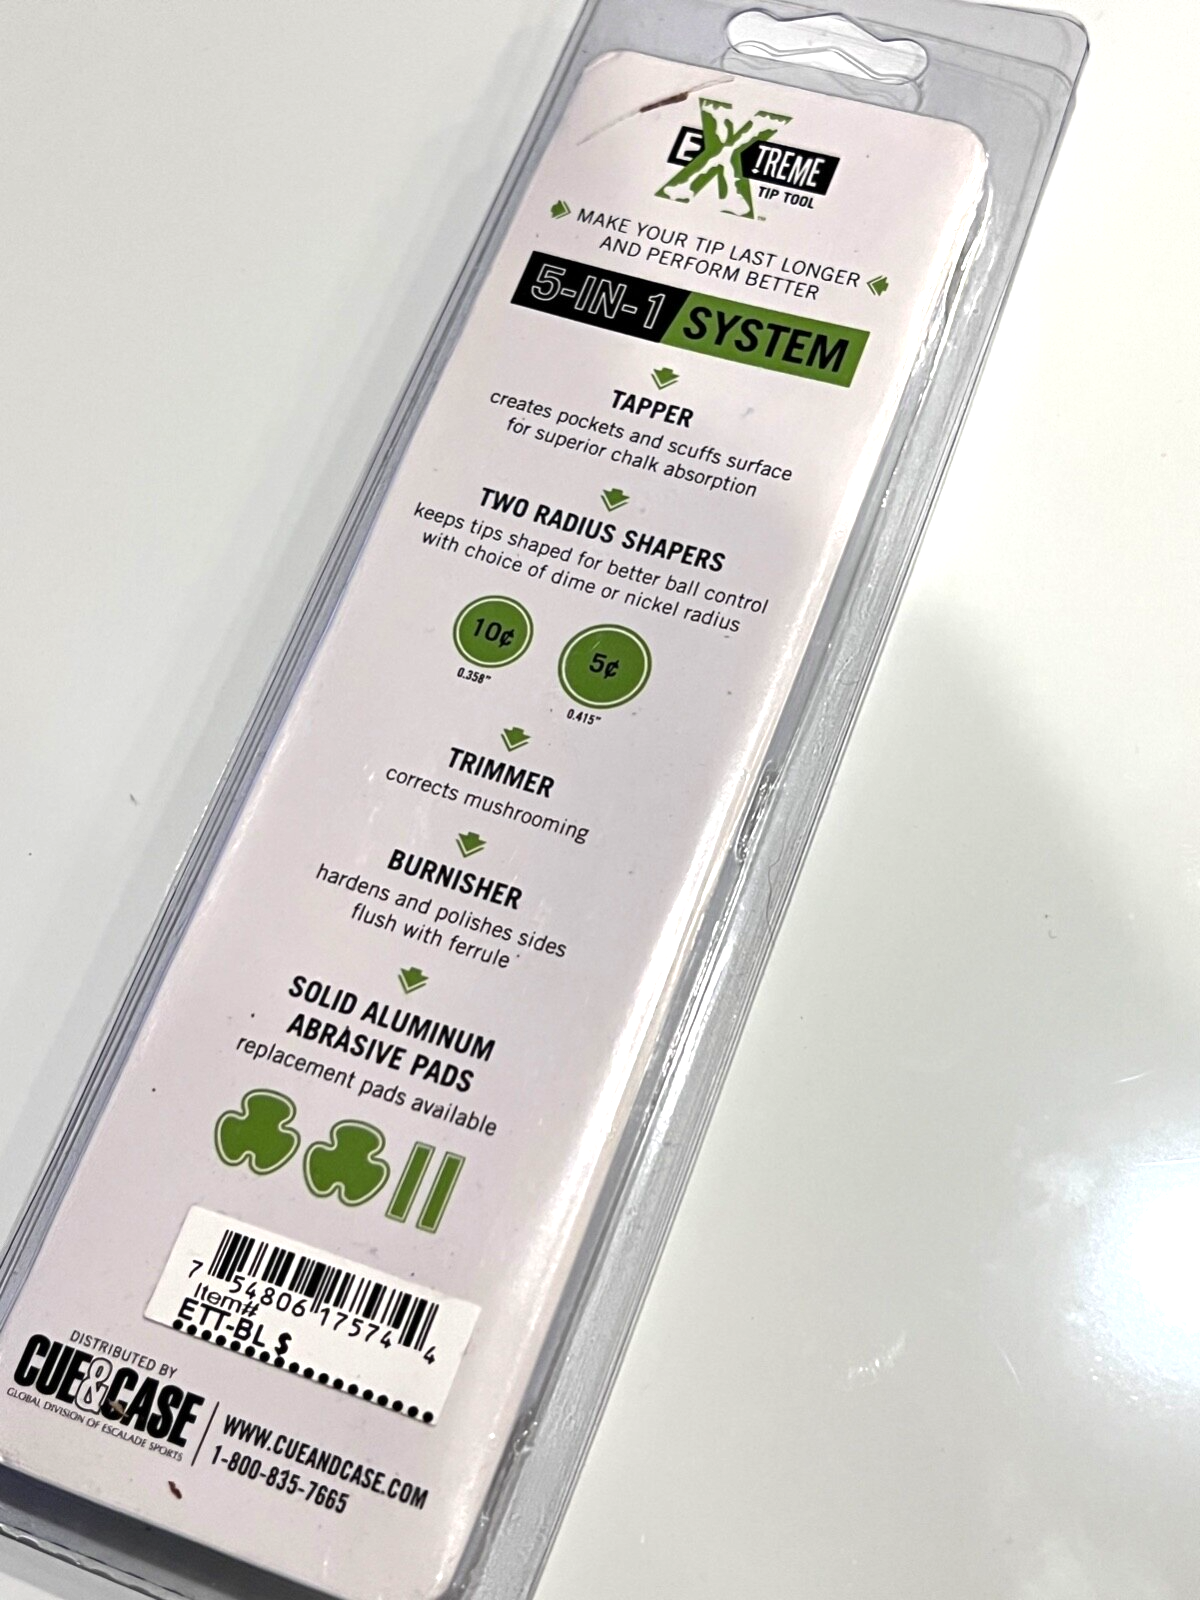 EXTREME
TIP TOOL
™
MAKE YOUR TIP LAST LONGER
AND PERFORM BETTER
5-IN-1 SYSTEM
TAPPER
creates pockets and scuffs surface
for superior chalk absorption
TWO RADIUS SHAPERS
keeps tips shaped for better ball control
with choice of dime or nickel radius
10¢
5¢
0.358"
0.415"
TRIMMER
corrects mushrooming
BURNISHER
hardens and polishes sides
flush with ferrule
SOLID ALUMINUM
ABRASIVE PADS
replacement pads available
7 54806 17574 4
Item#
ETT-BL $
DISTRIBUTED BY
CUE&CASE
GLOBAL DIVISION OF ESCALADE SPORTS
WWW.CUEANDCASE.COM
1-800-835-7665